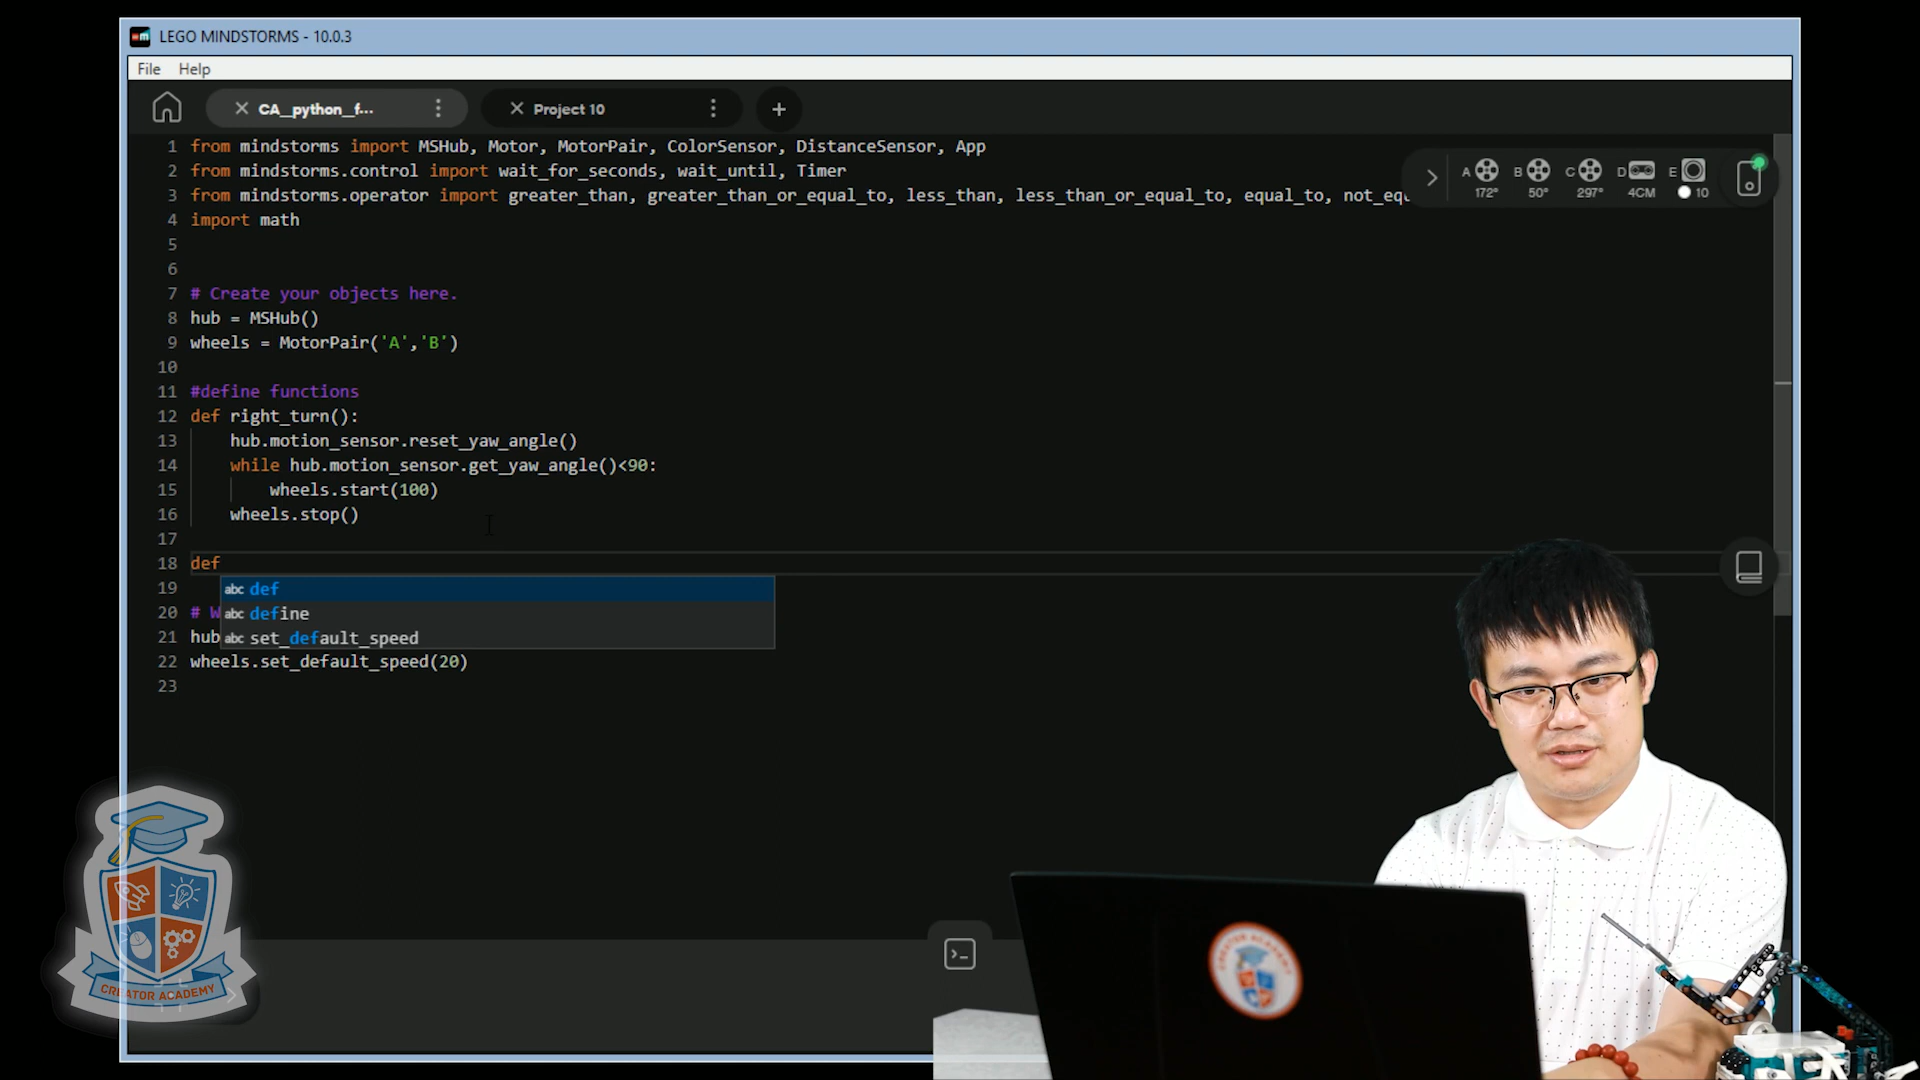 LEGO MINDSTORMS - 10.0.3
File Help
CA_python_f...
Project 10
1 from mindstorms import MSHub, Motor, MotorPair, ColorSensor, DistanceSensor, App
2 from mindstorms.control import wait_for_seconds, wait_until, Timer
3 from mindstorms.operator import greater_than, greater_than_or_equal_to, less_than, less_than_or_equal_to, equal_to, not_equ
4 import math
5
6
7 # Create your objects here.
8 hub = MSHub()
9 wheels = MotorPair('A','B')
10
11 #define functions
12 def right_turn():
13 hub.motion_sensor.reset_yaw_angle()
14 while hub.motion_sensor.get_yaw_angle()<90:
15 wheels.start(100)
16 wheels.stop()
17
18 def
19 abc def
20 # W abc define
21 hub abc set_default_speed
22 wheels.set_default_speed(20)
23
A B C D E
172° 50° 297° 4CM 10
CREATOR ACADEMY
CREATOR ACADEMY